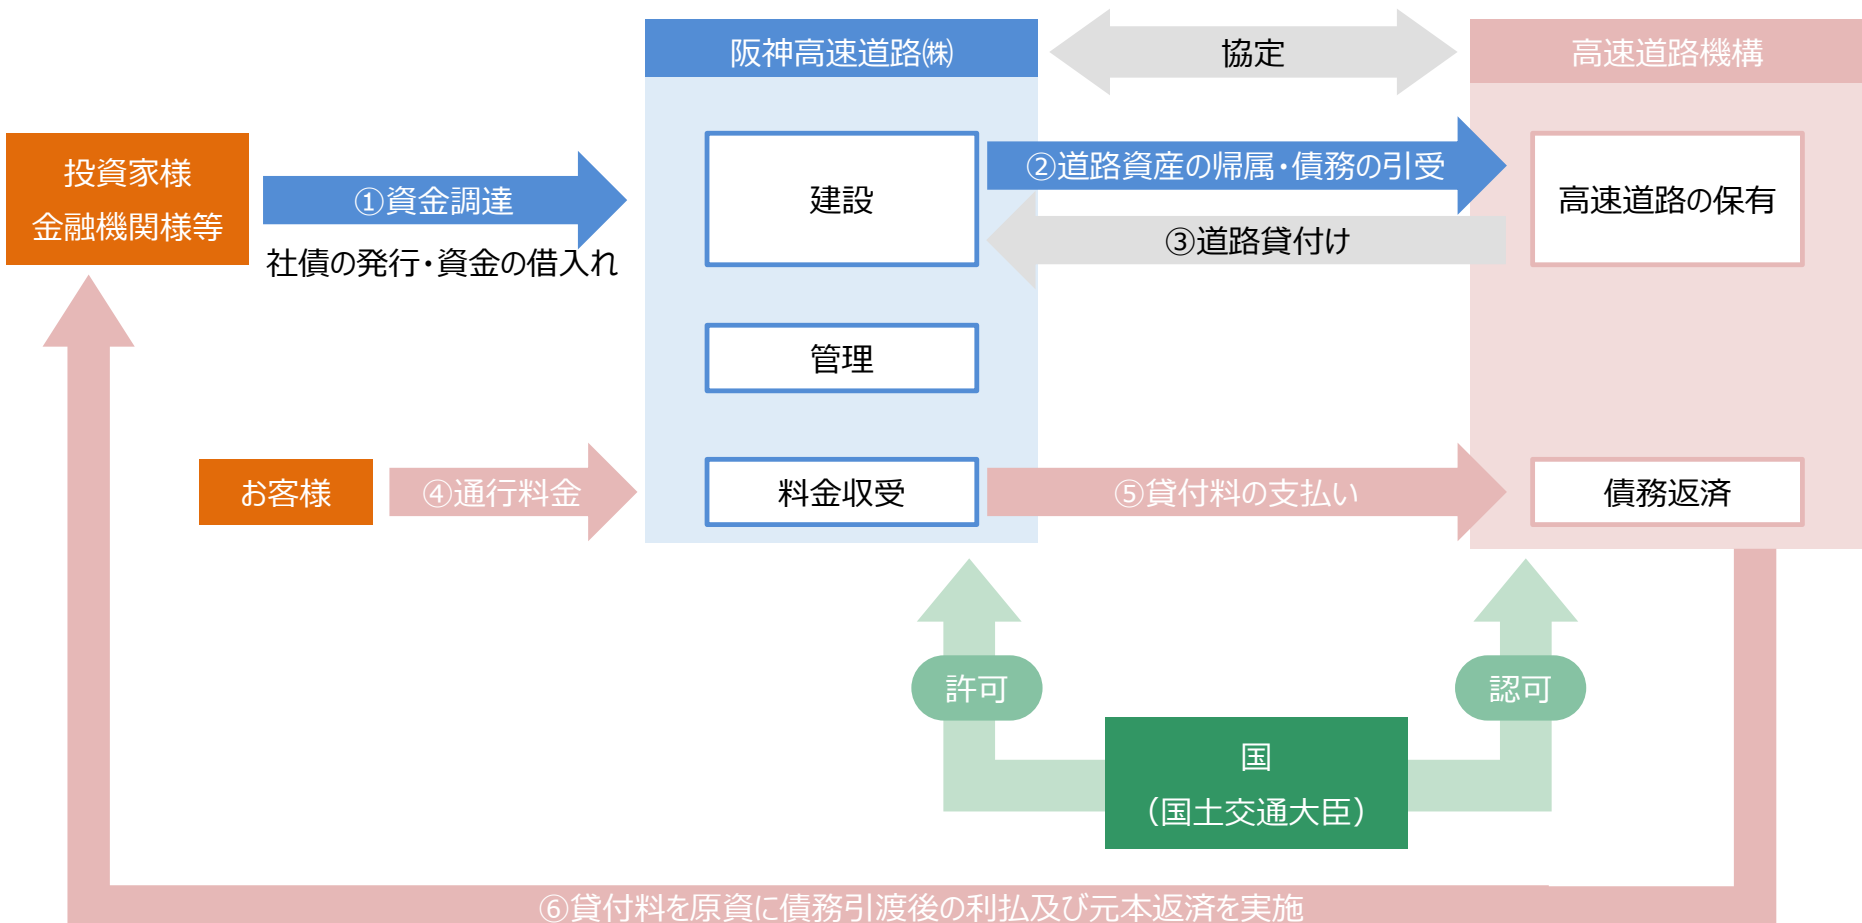 阪神高速道路㈱
協定
高速道路機構
投資家様
金融機関様等
①資金調達
社債の発行・資金の借入れ
建設
②道路資産の帰属・債務の引受
③道路貸付け
高速道路の保有
管理
お客様
④通行料金
料金収受
⑤貸付料の支払い
債務返済
許可
認可
国
（国土交通大臣）
⑥貸付料を原資に債務引渡後の利払及び元本返済を実施